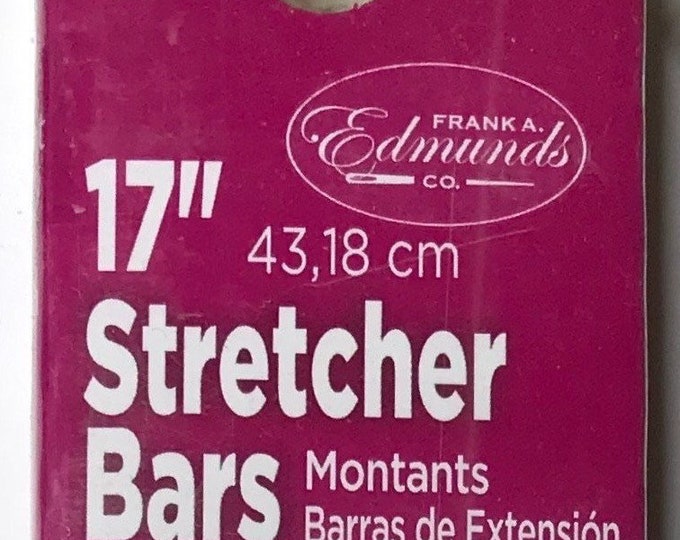 FRANK A.
Edmunds
CO.
17"
43,18 cm
Stretcher
Bars
Montants
Barras de Extensión